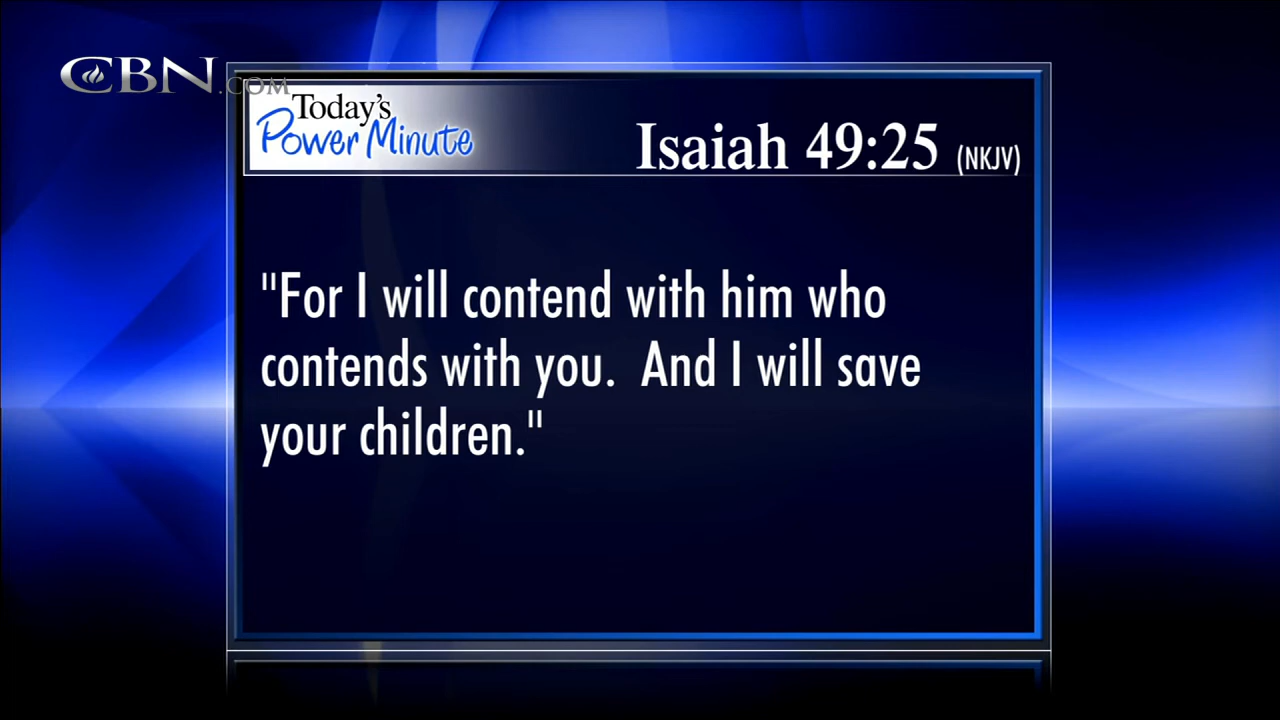 CBN.COM
Today's
Power Minute
Isaiah 49:25 (NKJV)
"For I will contend with him who
contends with you.  And I will save
your children."